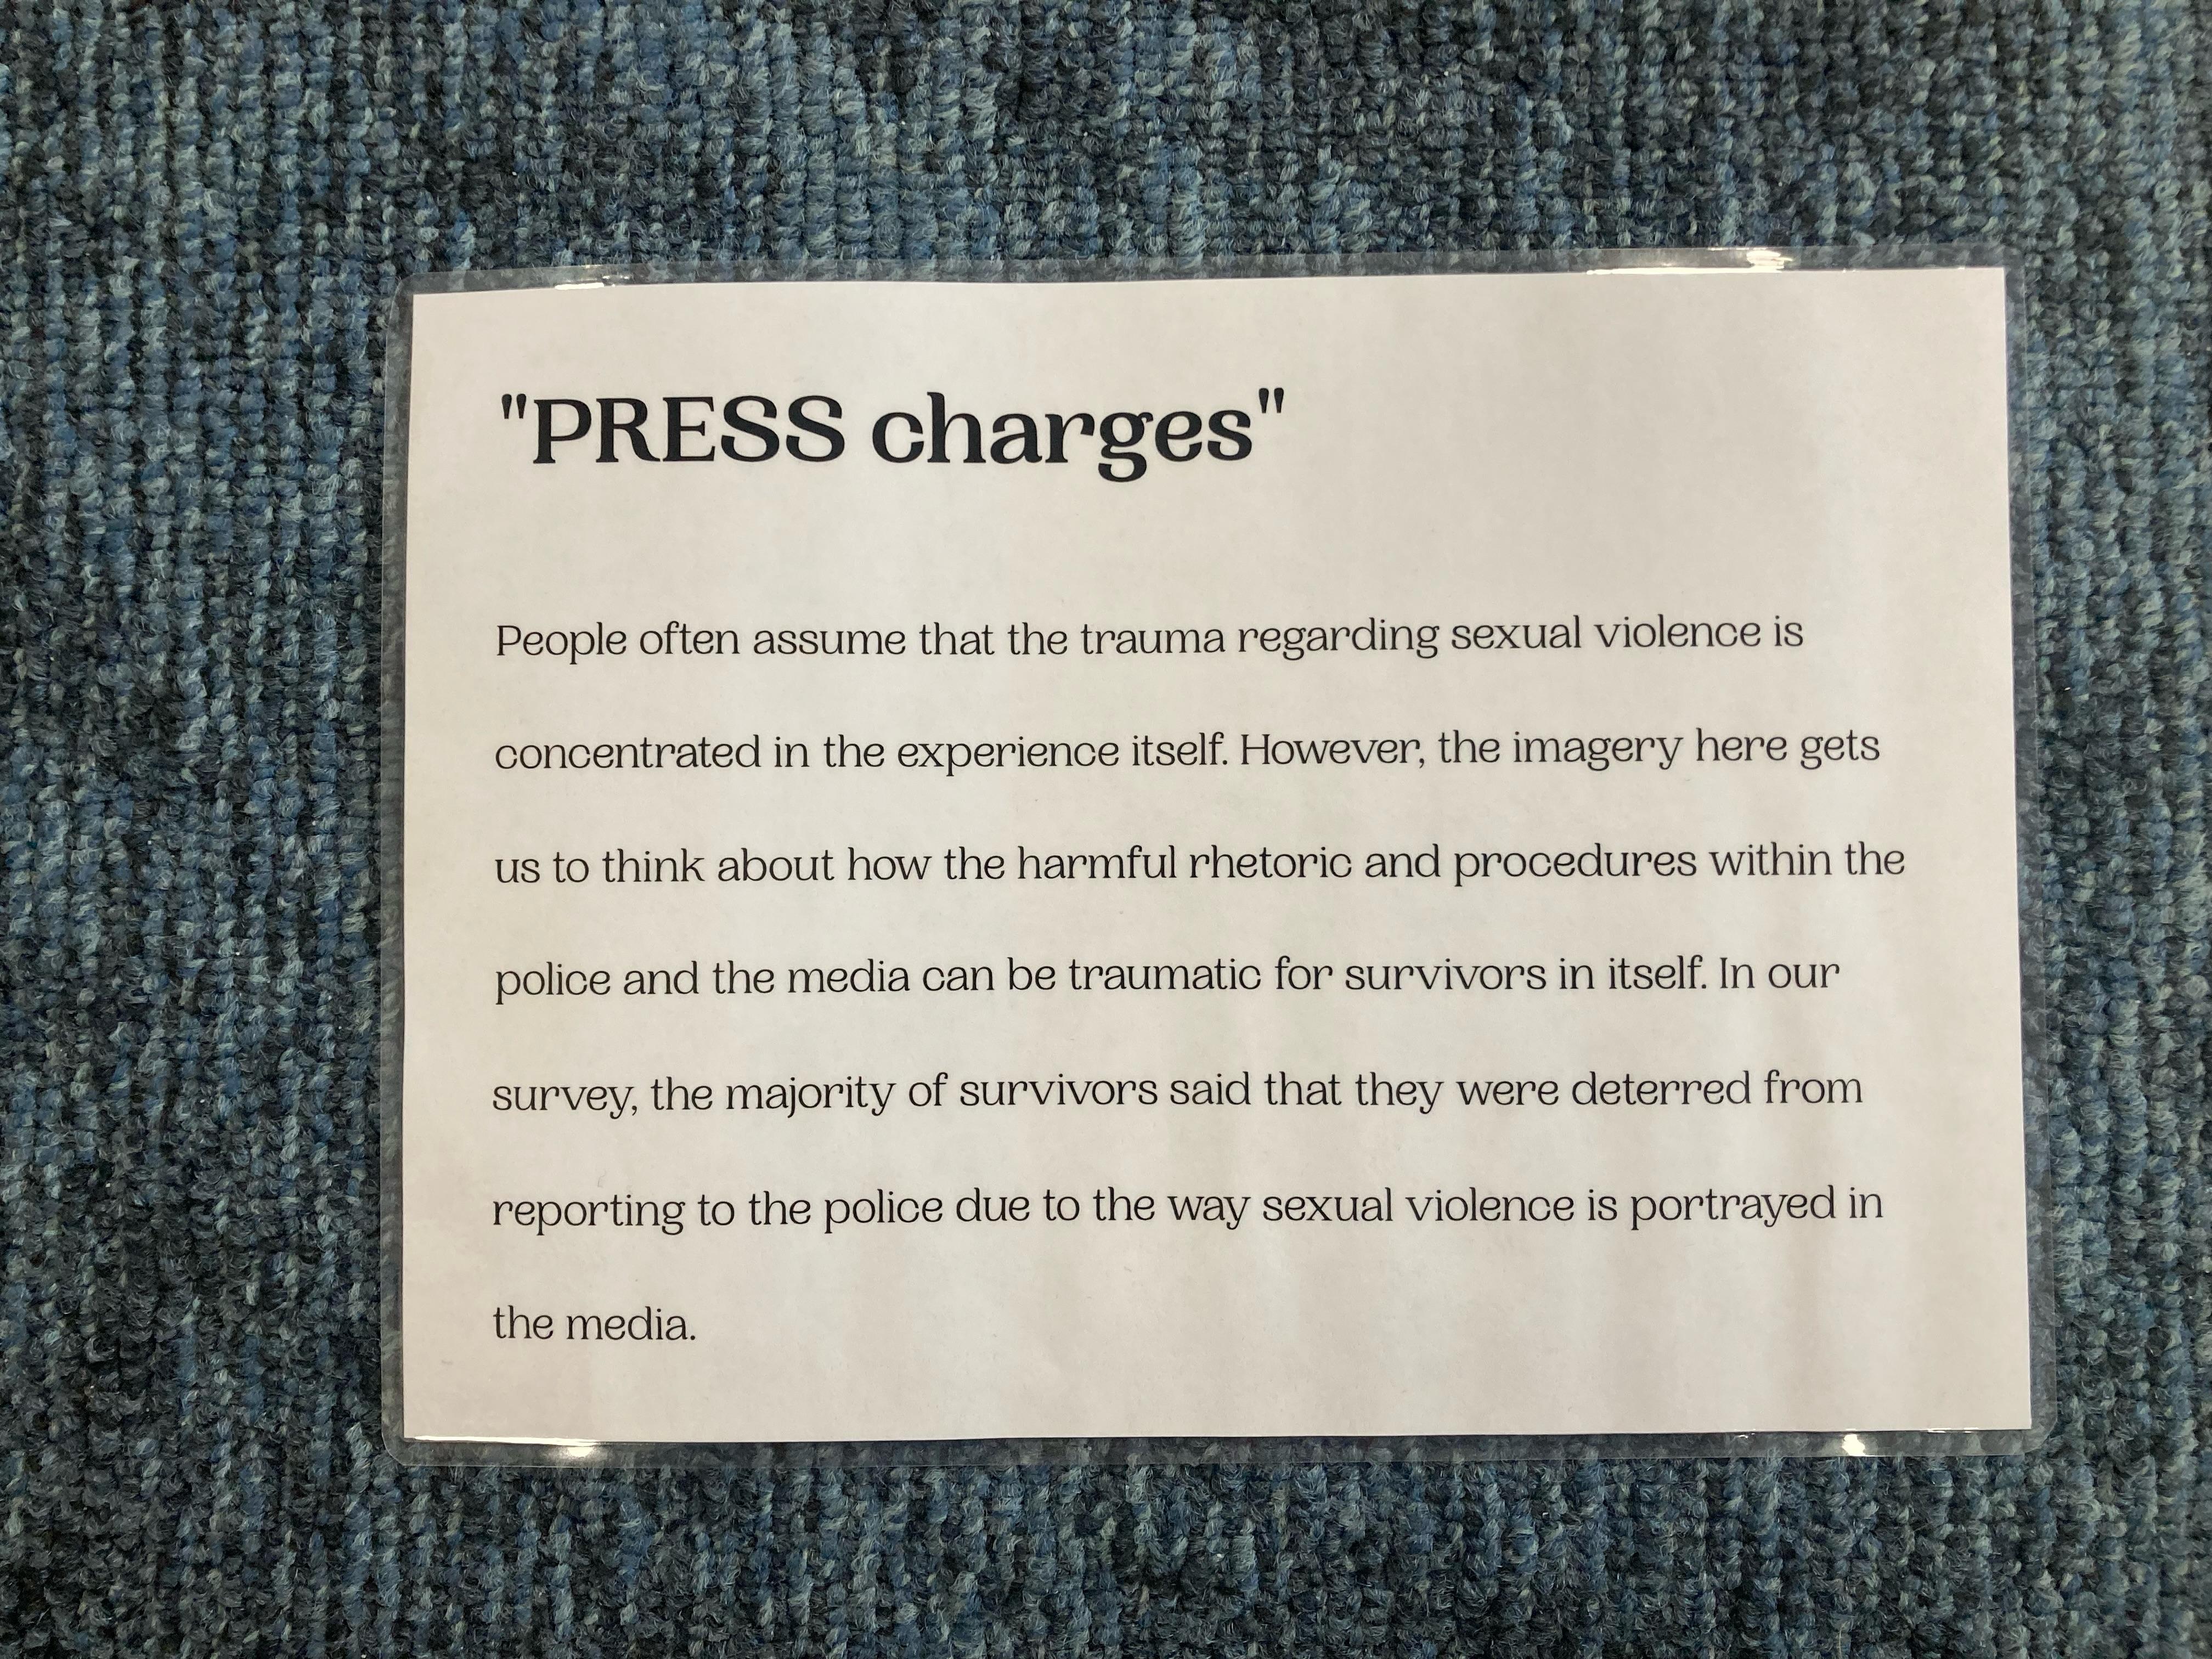 "PRESS charges"
People often assume that the trauma regarding sexual violence is
concentrated in the experience itself. However, the imagery here gets
us to think about how the harmful rhetoric and procedures within the
police and the media can be traumatic for survivors in itself. In our
survey, the majority of survivors said that they were deterred from
reporting to the police due to the way sexual violence is portrayed in
the media.